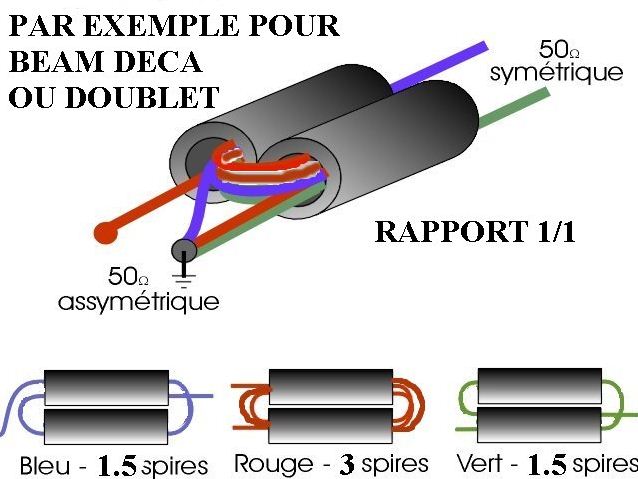 PAR EXEMPLE POUR
BEAM DECA
OU DOUBLET
50Ω
symétrique
RAPPORT 1/1
50Ω
assymétrique
Bleu - 1.5 spires
Rouge - 3 spires
Vert - 1.5 spires